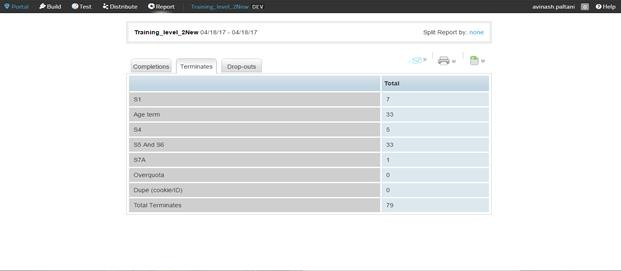 Portal Build Test Distribute Report Training_level_2New DEV avinash.paltani 0 Help
Training_level_2New 04/18/17 - 04/18/17 Split Report by: none
Completions Terminates Drop-outs
Total
S1 7
Age term 33
S4 5
S5 And S6 33
S7A 1
Overquota 0
Dupe (cookie/ID) 0
Total Terminates 79